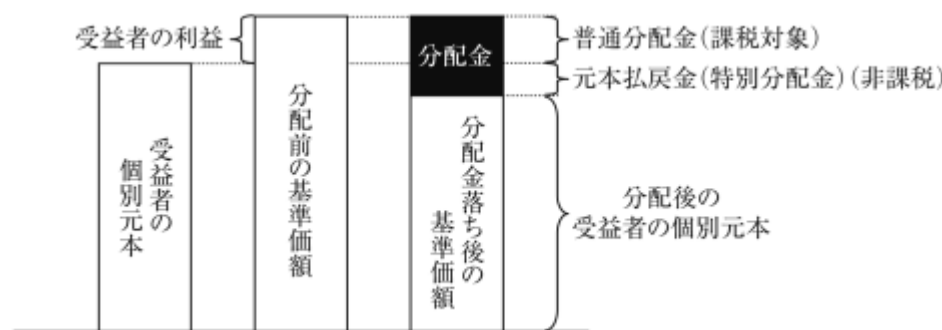 受益者の利益
分配金
普通分配金(課税対象)
元本払戻金(特別分配金)(非課税)
受益者の
個別元本
分配前の基準価額
分配金落ち後の
基準価額
分配後の
受益者の個別元本